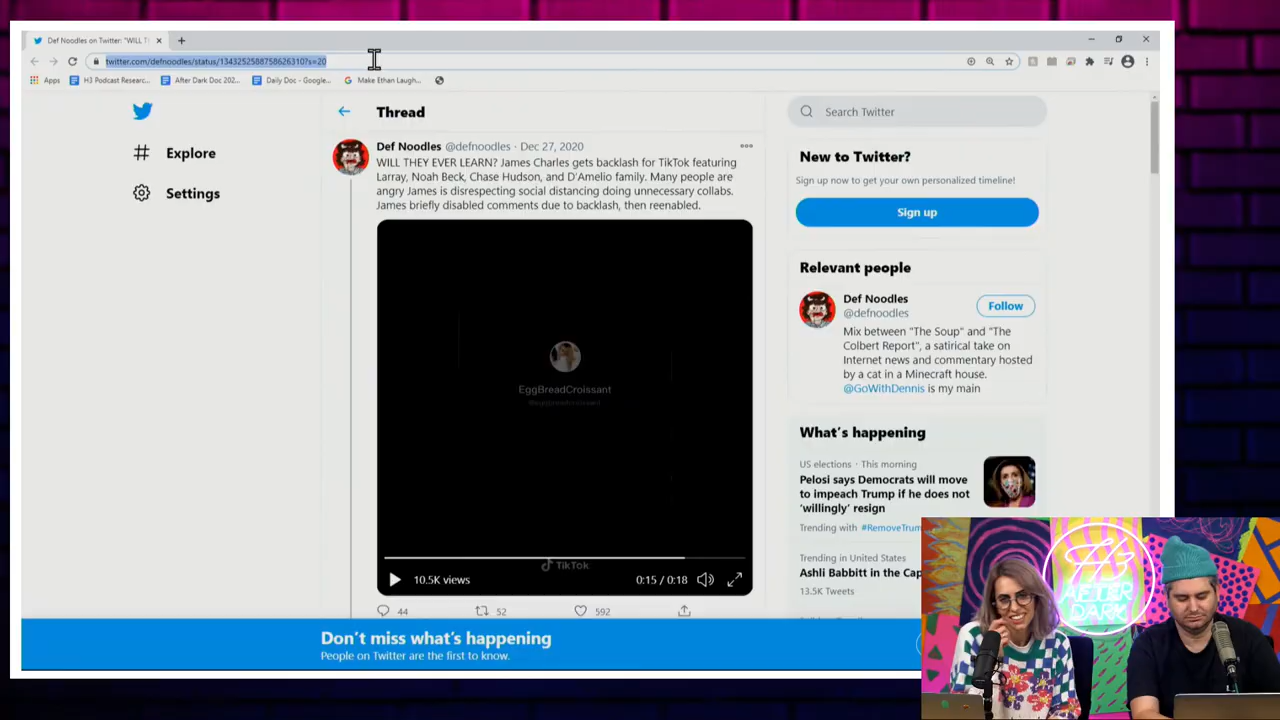 Def Noodles on Twitter: "WILL T
twitter.com/defnoodles/status/1343252588758626310?s=20
Apps
H3 Podcast Researc...
After Dark Doc 202...
Daily Doc - Google...
Make Ethan Laugh...
Explore
Settings
Thread
Def Noodles @defnoodles · Dec 27, 2020
WILL THEY EVER LEARN? James Charles gets backlash for TikTok featuring
Larray, Noah Beck, Chase Hudson, and D'Amelio family. Many people are
angry James is disrespecting social distancing doing unnecessary collabs.
James briefly disabled comments due to backlash, then reenabled.
EggBreadCroissant
@eggbreadcroissant
TikTok
10.5K views
0:15 / 0:18
44
52
592
Search Twitter
New to Twitter?
Sign up now to get your own personalized timeline!
Sign up
Relevant people
Def Noodles
@defnoodles
Follow
Mix between "The Soup" and "The
Colbert Report", a satirical take on
Internet news and commentary hosted
by a cat in a Minecraft house.
@GoWithDennis is my main
What's happening
US elections · This morning
Pelosi says Democrats will move
to impeach Trump if he does not
'willingly' resign
Trending with #RemoveTru
Trending in United States
Ashli Babbitt in the Cap
13.5K Tweets
Don't miss what's happening
People on Twitter are the first to know.
AFTER
DARK